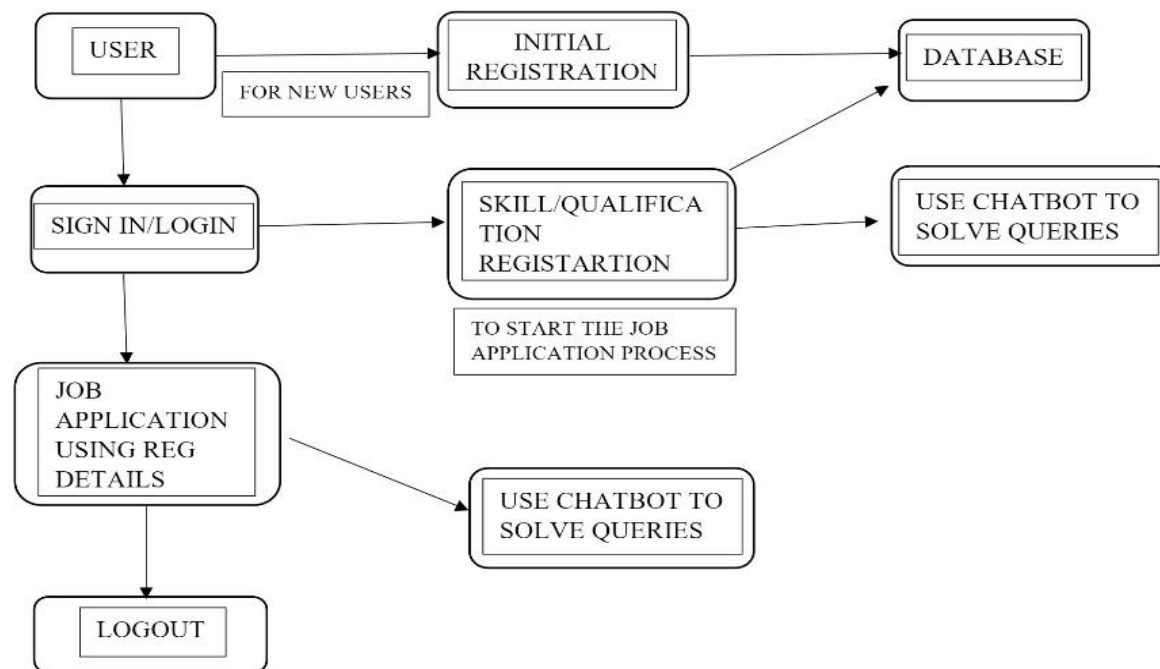 USER
FOR NEW USERS
INITIAL
REGISTRATION
DATABASE
SIGN IN/LOGIN
SKILL/QUALIFICA
TION
REGISTARTION
USE CHATBOT TO
SOLVE QUERIES
TO START THE JOB
APPLICATION PROCESS
JOB
APPLICATION
USING REG
DETAILS
USE CHATBOT TO
SOLVE QUERIES
LOGOUT